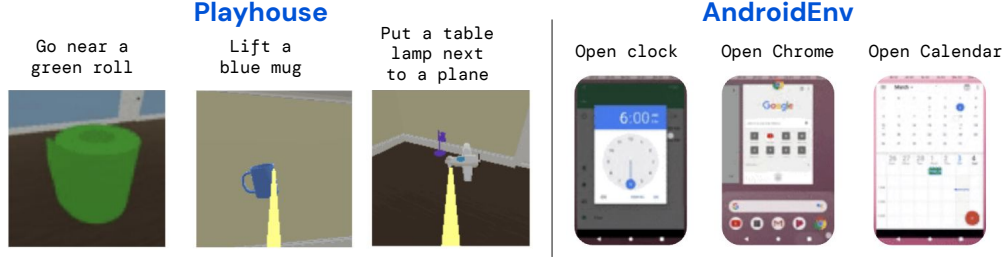 Playhouse
Go near a
green roll
Lift a
blue mug
Put a table
lamp next
to a plane
AndroidEnv
Open clock
Open Chrome
Open Calendar
6:00
Google
March